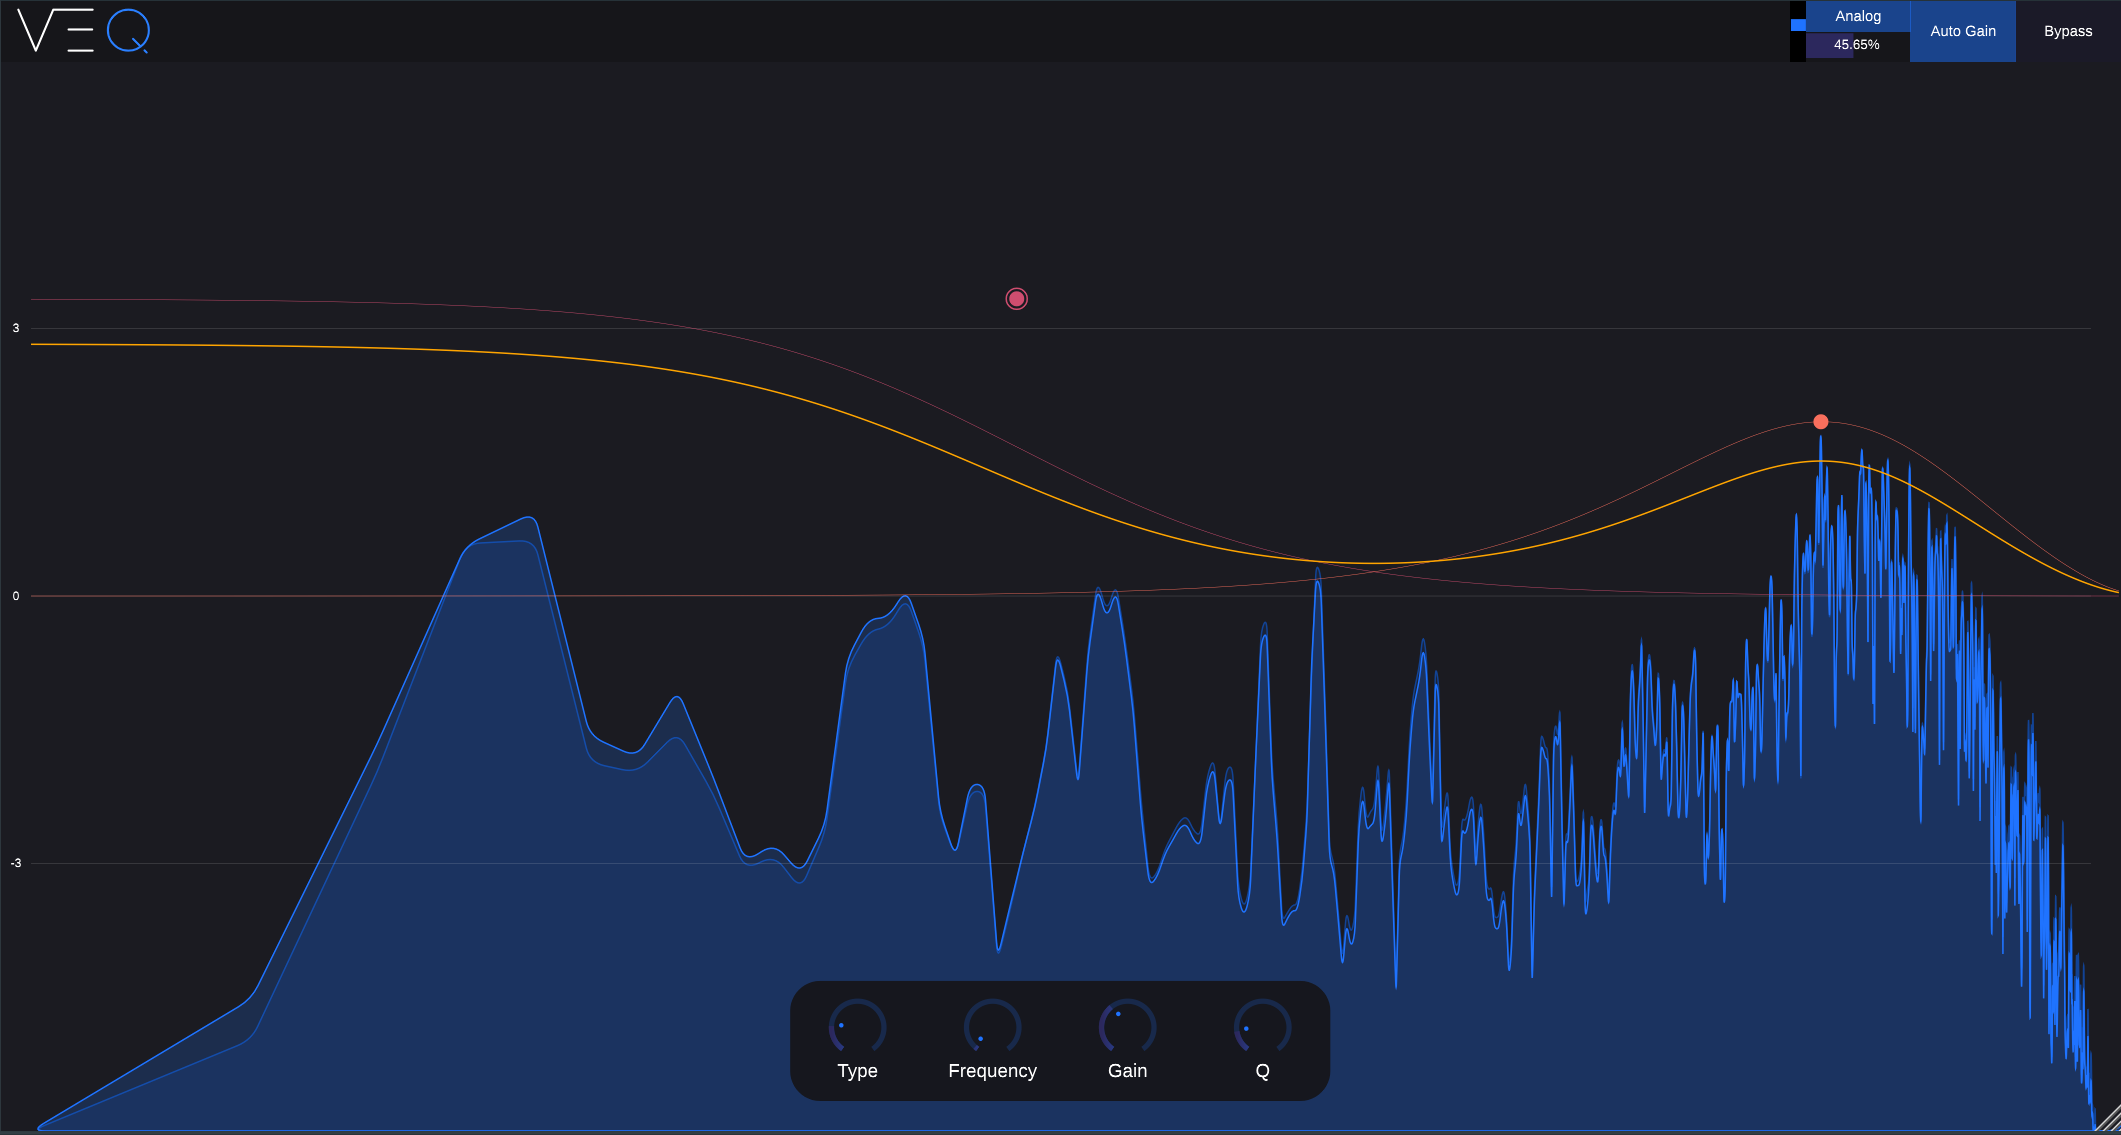 VEQ
Analog
45.65%
Auto Gain
Bypass
3
0
-3
Type
Frequency
Gain
Q